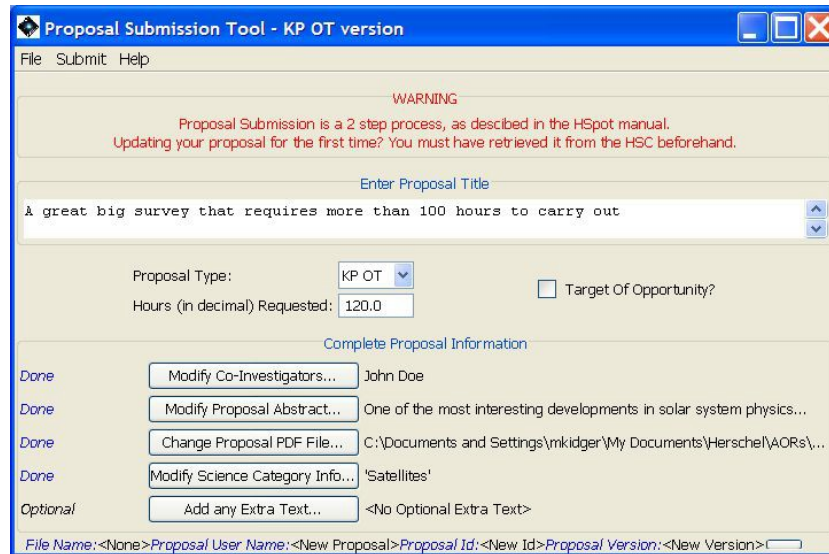 Proposal Submission Tool - KP OT version
File Submit Help
WARNING
Proposal Submission is a 2 step process, as descibed in the HSpot manual.
Updating your proposal for the first time? You must have retrieved it from the HSC beforehand.
Enter Proposal Title
A great big survey that requires more than 100 hours to carry out
Proposal Type: KP OT
Target Of Opportunity?
Hours (in decimal) Requested: 120.0
Complete Proposal Information
Done Modify Co-Investigators... John Doe
Done Modify Proposal Abstract... One of the most interesting developments in solar system physics...
Done Change Proposal PDF File... C:\Documents and Settings\mkidger\My Documents\Herschel\AORs\...
Done Modify Science Category Info... 'Satellites'
Optional Add any Extra Text... <No Optional Extra Text>
File Name:<None>Proposal User Name:<New Proposal>Proposal Id:<New Id>Proposal Version:<New Version>